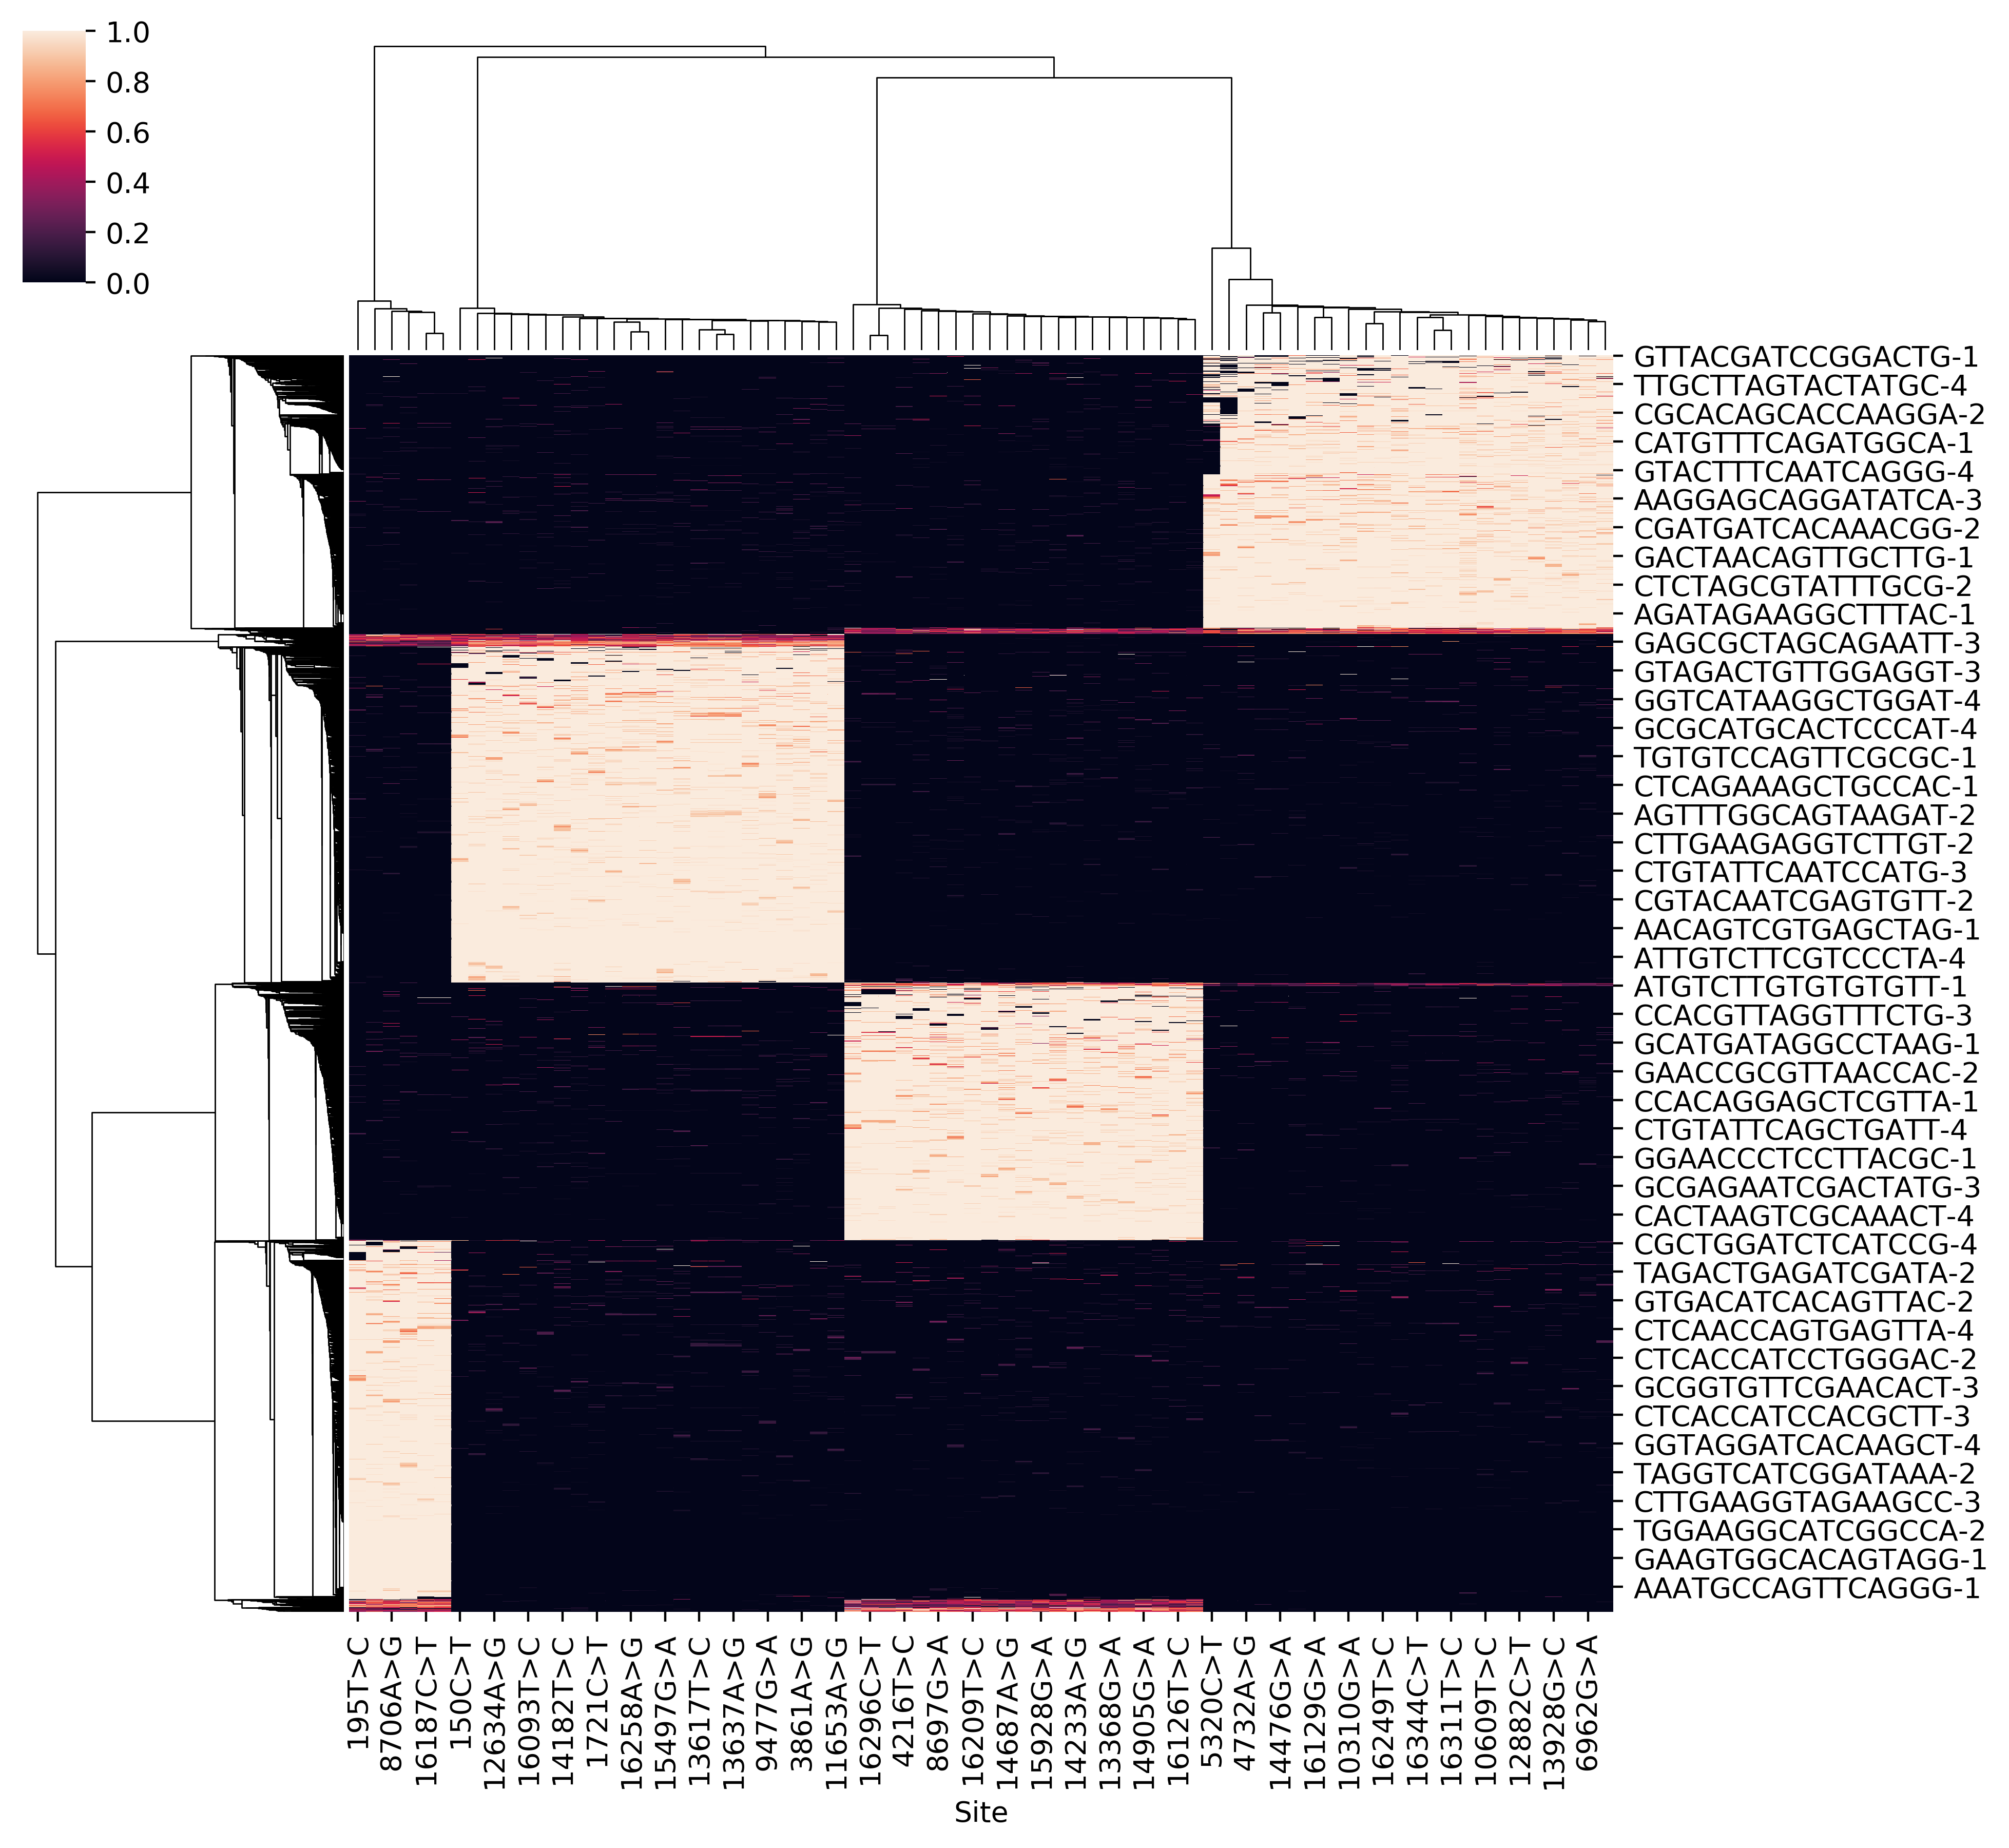 1.0
0.8
0.6
0.4
0.2
0.0
GTTACGATCCGGACTG-1
TTGCTTAGTACTATGC-4
CGCACAGCACCAAGGA-2
CATGTTTCAGATGGCA-1
GTACTTTCAATCAGGG-4
AAGGAGCAGGATATCA-3
CGATGATCACAAACGG-2
GACTAACAGTTGCTTG-1
CTCTAGCGTATTTGCG-2
AGATAGAAGGCTTTAC-1
GAGCGCTAGCAGAATT-3
GTAGACTGTTGGAGGT-3
GGTCATAAGGCTGGAT-4
GCGCATGCACTCCCAT-4
TGTGTCCAGTTCGCGC-1
CTCAGAAAGCTGCCAC-1
AGTTTGGCAGTAAGAT-2
CTTGAAGAGGTCTTGT-2
CTGTATTCAATCCATG-3
CGTACAATCGAGTGTT-2
AACAGTCGTGAGCTAG-1
ATTGTCTTCGTCCCTA-4
ATGTCTTGTGTGTGTT-1
CCACGTTAGGTTTCTG-3
GCATGATAGGCCTAAG-1
GAACCGCGTTAACCAC-2
CCACAGGAGCTCGTTA-1
CTGTATTCAGCTGATT-4
GGAACCCTCCTTACGC-1
GCGAGAATCGACTATG-3
CACTAAGTCGCAAACT-4
CGCTGGATCTCATCCG-4
TAGACTGAGATCGATA-2
GTGACATCACAGTTAC-2
CTCAACCAGTGAGTTA-4
CTCACCATCCTGGGAC-2
GCGGTGTTCGAACACT-3
CTCACCATCCACGCTT-3
GGTAGGATCACAAGCT-4
TAGGTCATCGGATAAA-2
CTTGAAGGTAGAAGCC-3
TGGAAGGCATCGGCCA-2
GAAGTGGCACAGTAGG-1
AAATGCCAGTTCAGGG-1
195T>C
8706A>G
16187C>T
150C>T
12634A>G
16093T>C
14182T>C
1721C>T
16258A>G
15497G>A
13617T>C
13637A>G
9477G>A
3861A>G
11653A>G
16296C>T
4216T>C
8697G>A
16209T>C
14687A>G
15928G>A
14233A>G
13368G>A
14905G>A
16126T>C
5320C>T
4732A>G
14476G>A
16129G>A
10310G>A
16249T>C
16344C>T
16311T>C
10609T>C
12882C>T
13928G>C
6962G>A
Site